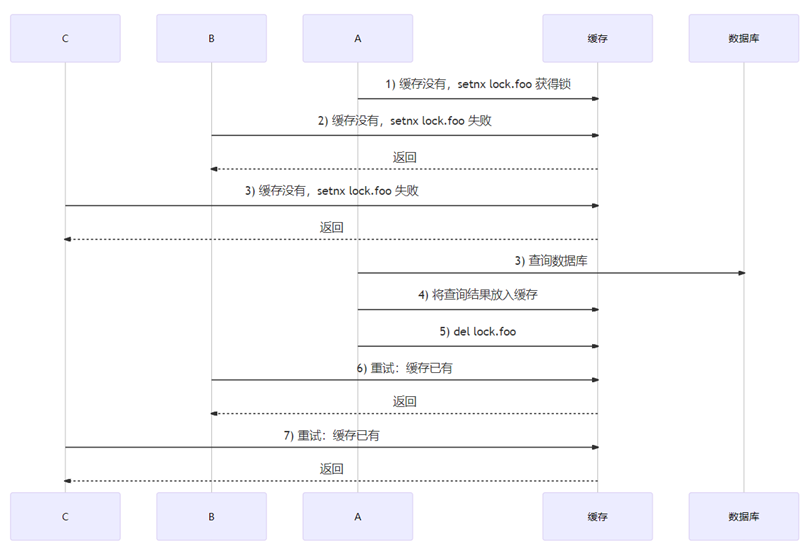 C
B
A
缓存
数据库
1) 缓存没有，setnx lock.foo 获得锁
2) 缓存没有，setnx lock.foo 失败
返回
3) 缓存没有，setnx lock.foo 失败
返回
3) 查询数据库
4) 将查询结果放入缓存
5) del lock.foo
6) 重试：缓存已有
返回
7) 重试：缓存已有
返回
C
B
A
缓存
数据库